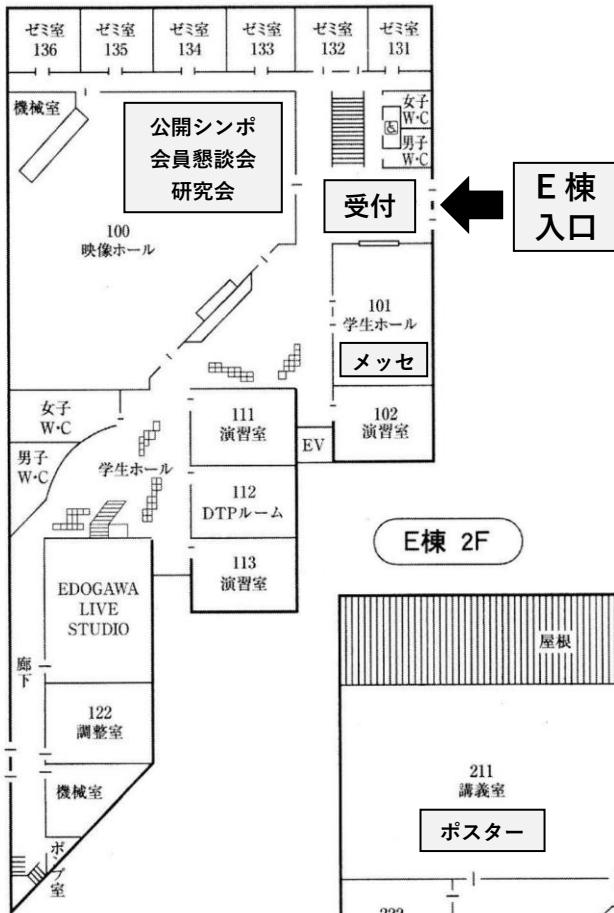 ゼミ室
136
ゼミ室
135
ゼミ室
134
ゼミ室
133
ゼミ室
132
ゼミ室
131
機械室
公開シンポ
会員懇談会
研究会
女子
W・C
男子
W・C
受付
E棟
入口
100
映像ホール
101
学生ホール
メッセ
女子
W・C
111
演習室
102
演習室
EV
男子
W・C
学生ホール
112
DTPルーム
E棟 2F
113
演習室
EDOGAWA
LIVE
STUDIO
屋根
廊下
122
調整室
211
講義室
機械室
ポスター
ポンプ室